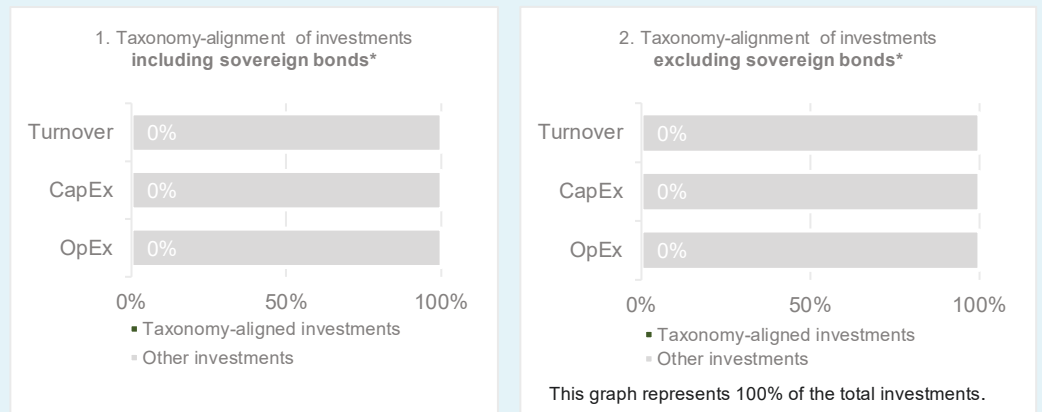 1. Taxonomy-alignment of investments
including sovereign bonds*
Turnover 0%
CapEx 0%
OpEx 0%
0% 50% 100%
Taxonomy-aligned investments
Other investments
2. Taxonomy-alignment of investments
excluding sovereign bonds*
Turnover 0%
CapEx 0%
OpEx 0%
0% 50% 100%
Taxonomy-aligned investments
Other investments
This graph represents 100% of the total investments.